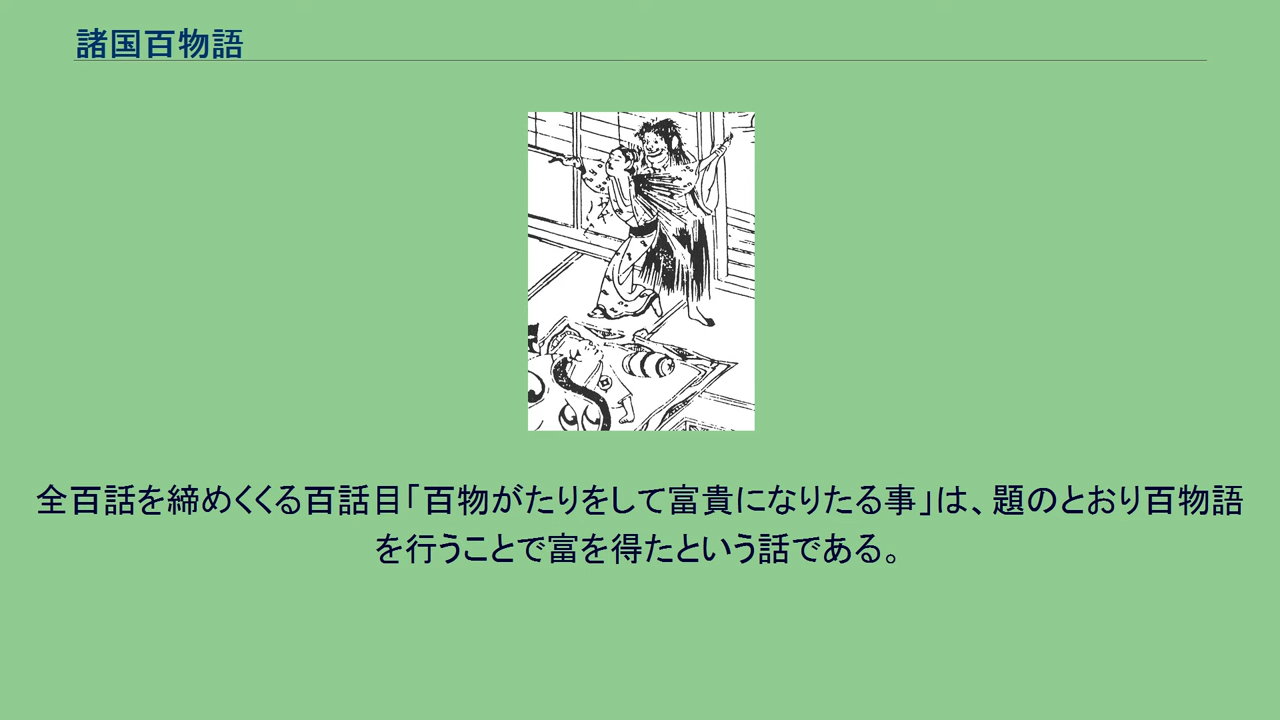 諸国百物語
全百話を締めくくる百話目「百物がたりをして富貴になりたる事」は、題のとおり百物語
を行うことで富を得たという話である。